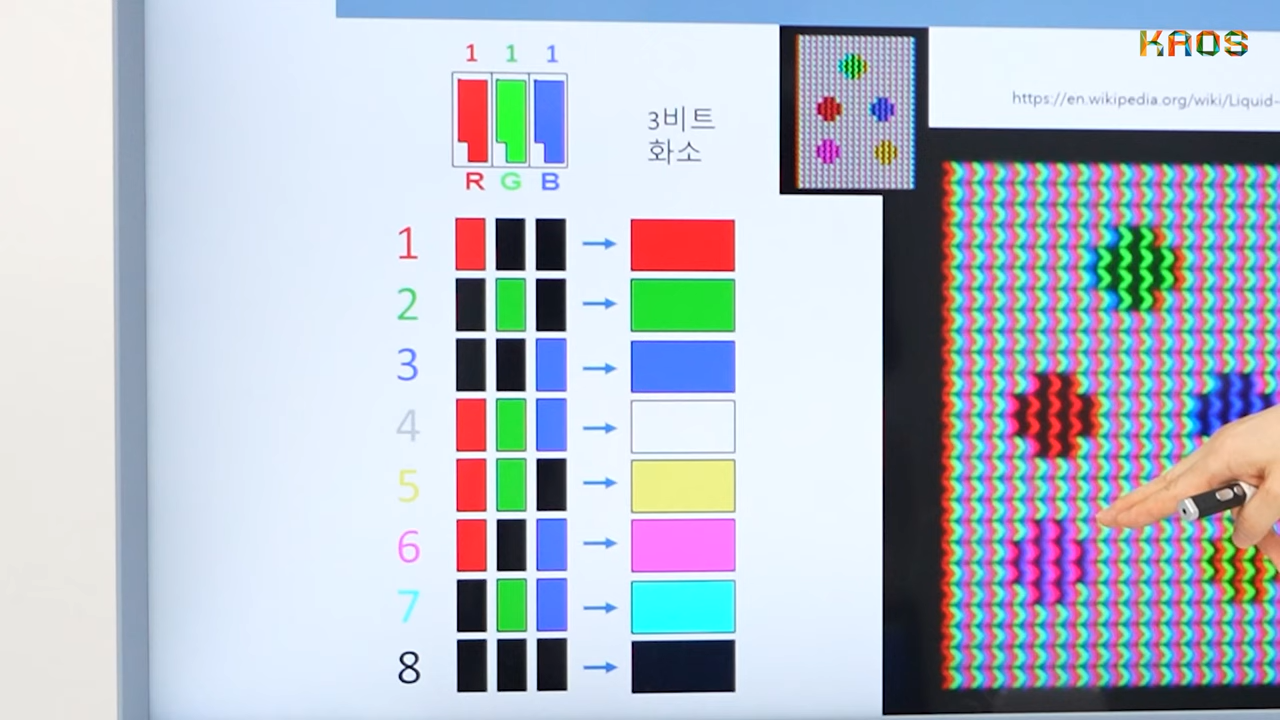 KAOS
1 1 1
R G B
3비트
화소
https://en.wikipedia.org/wiki/Liquid-
1
2
3
4
5
6
7
8